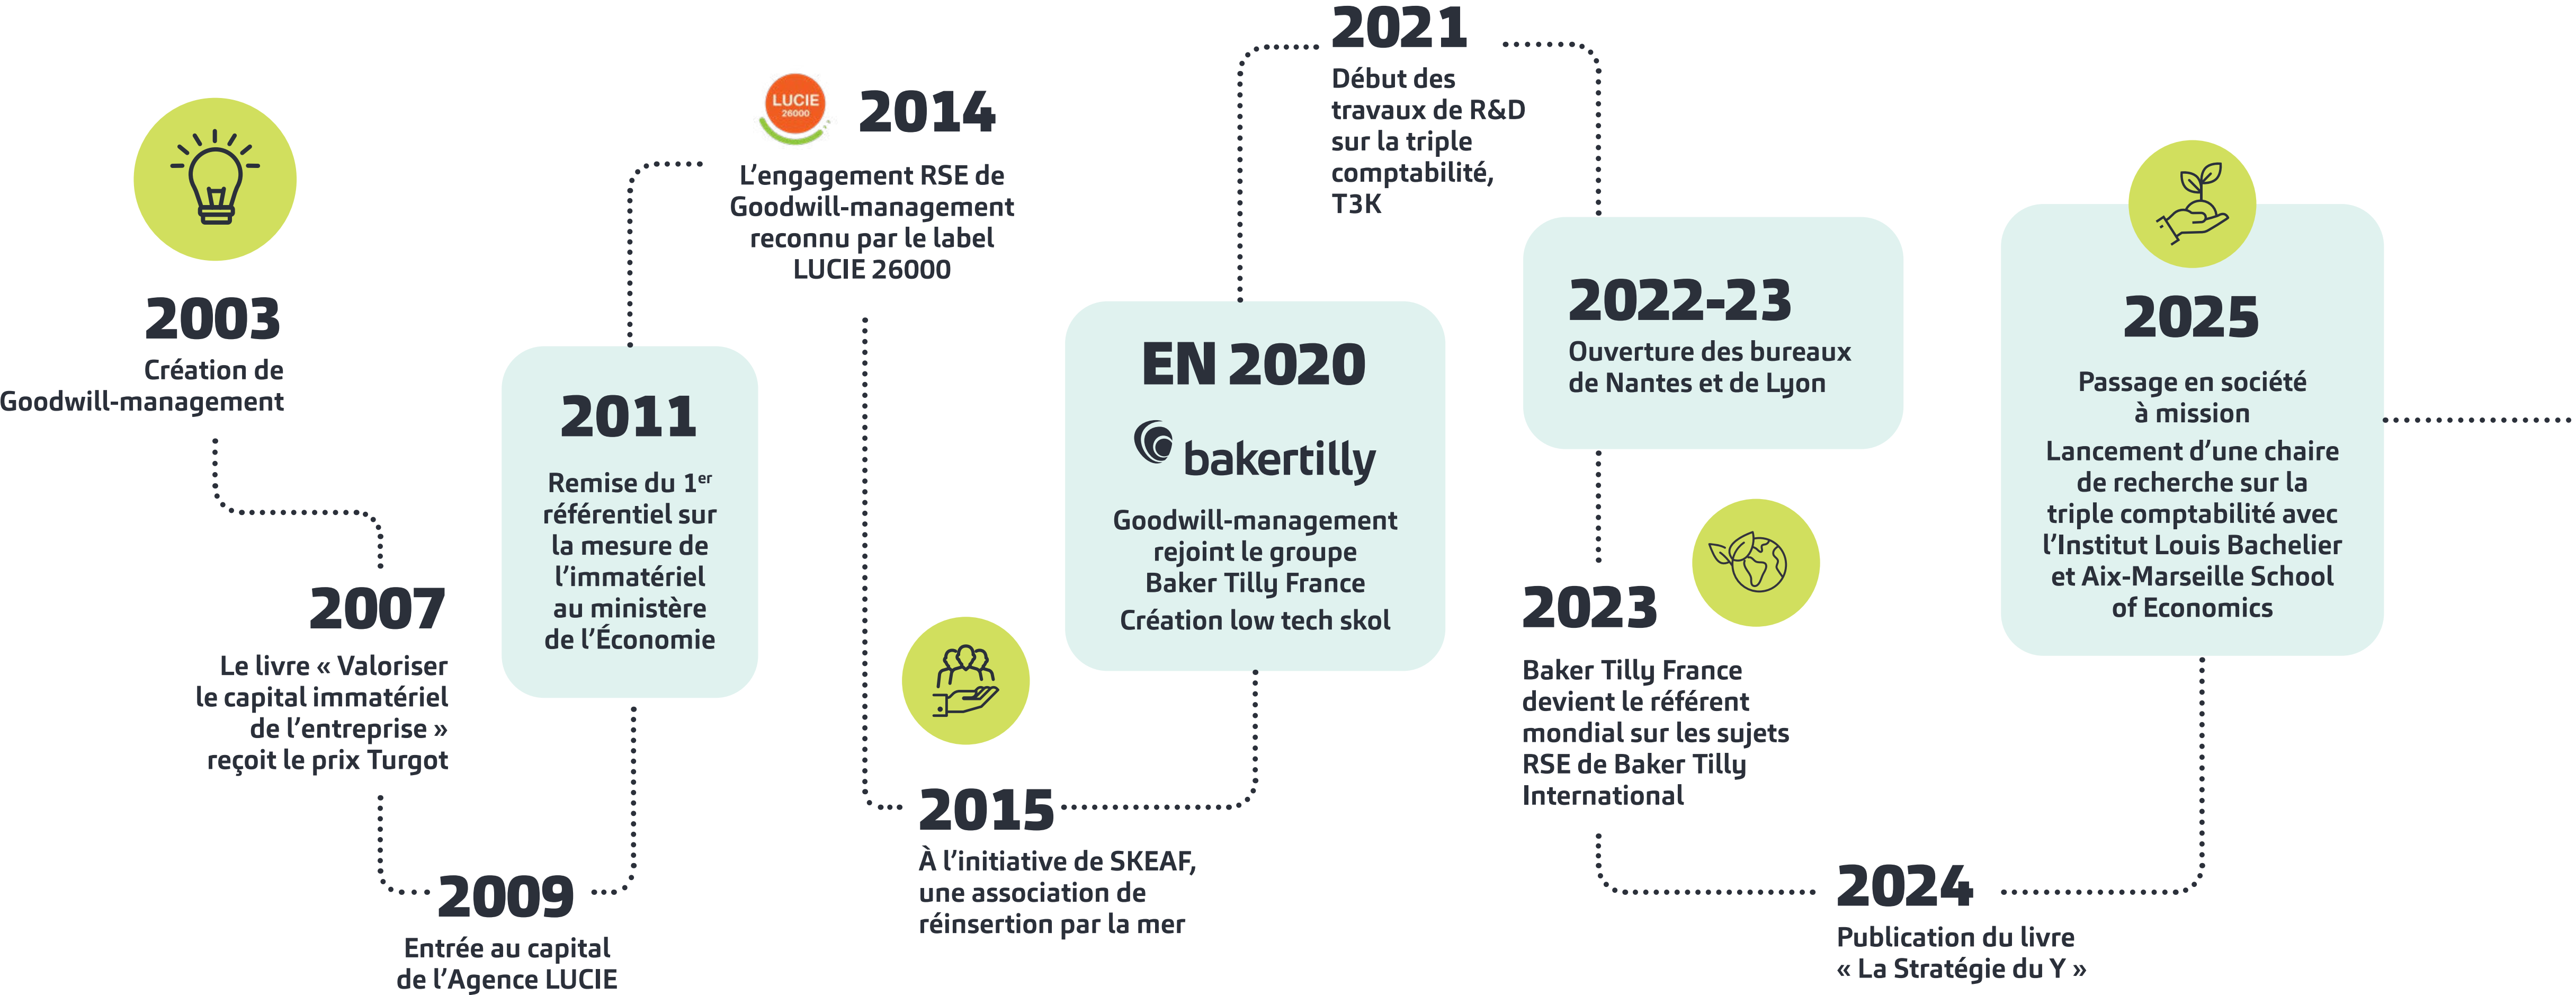 2003
Création de
Goodwill-management
2007
Le livre « Valoriser
le capital immatériel
de l’entreprise »
reçoit le prix Turgot
2009
Entrée au capital
de l’Agence LUCIE
2011
Remise du 1er
référentiel sur
la mesure de
l’immatériel
au ministère
de l’Économie
LUCIE
26000
2014
L’engagement RSE de
Goodwill-management
reconnu par le label
LUCIE 26000
2015
À l’initiative de SKEAF,
une association de
réinsertion par la mer
EN 2020
bakertilly
Goodwill-management
rejoint le groupe
Baker Tilly France
Création low tech skol
2021
Début des
travaux de R&D
sur la triple
comptabilité,
T3K
2022-23
Ouverture des bureaux
de Nantes et de Lyon
2023
Baker Tilly France
devient le référent
mondial sur les sujets
RSE de Baker Tilly
International
2024
Publication du livre
« La Stratégie du Y »
2025
Passage en société
à mission
Lancement d’une chaire
de recherche sur la
triple comptabilité avec
l’Institut Louis Bachelier
et Aix-Marseille School
of Economics